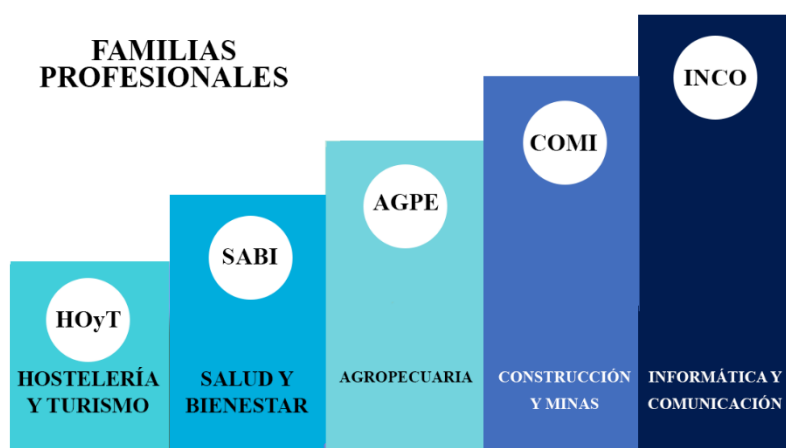 FAMILIAS
PROFESIONALES
HOyT
HOSTELERÍA
Y TURISMO
SABI
SALUD Y
BIENESTAR
AGPE
AGROPECUARIA
COMI
CONSTRUCCIÓN
Y MINAS
INCO
INFORMÁTICA Y
COMUNICACIÓN